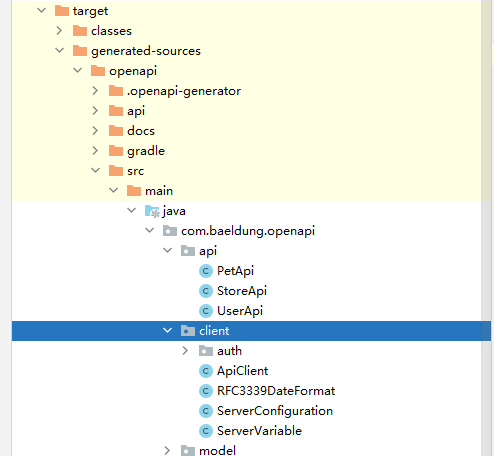 target
classes
generated-sources
openapi
.openapi-generator
api
docs
gradle
src
main
java
com.baeldung.openapi
api
PetApi
StoreApi
UserApi
client
auth
ApiClient
RFC3339DateFormat
ServerConfiguration
ServerVariable
model